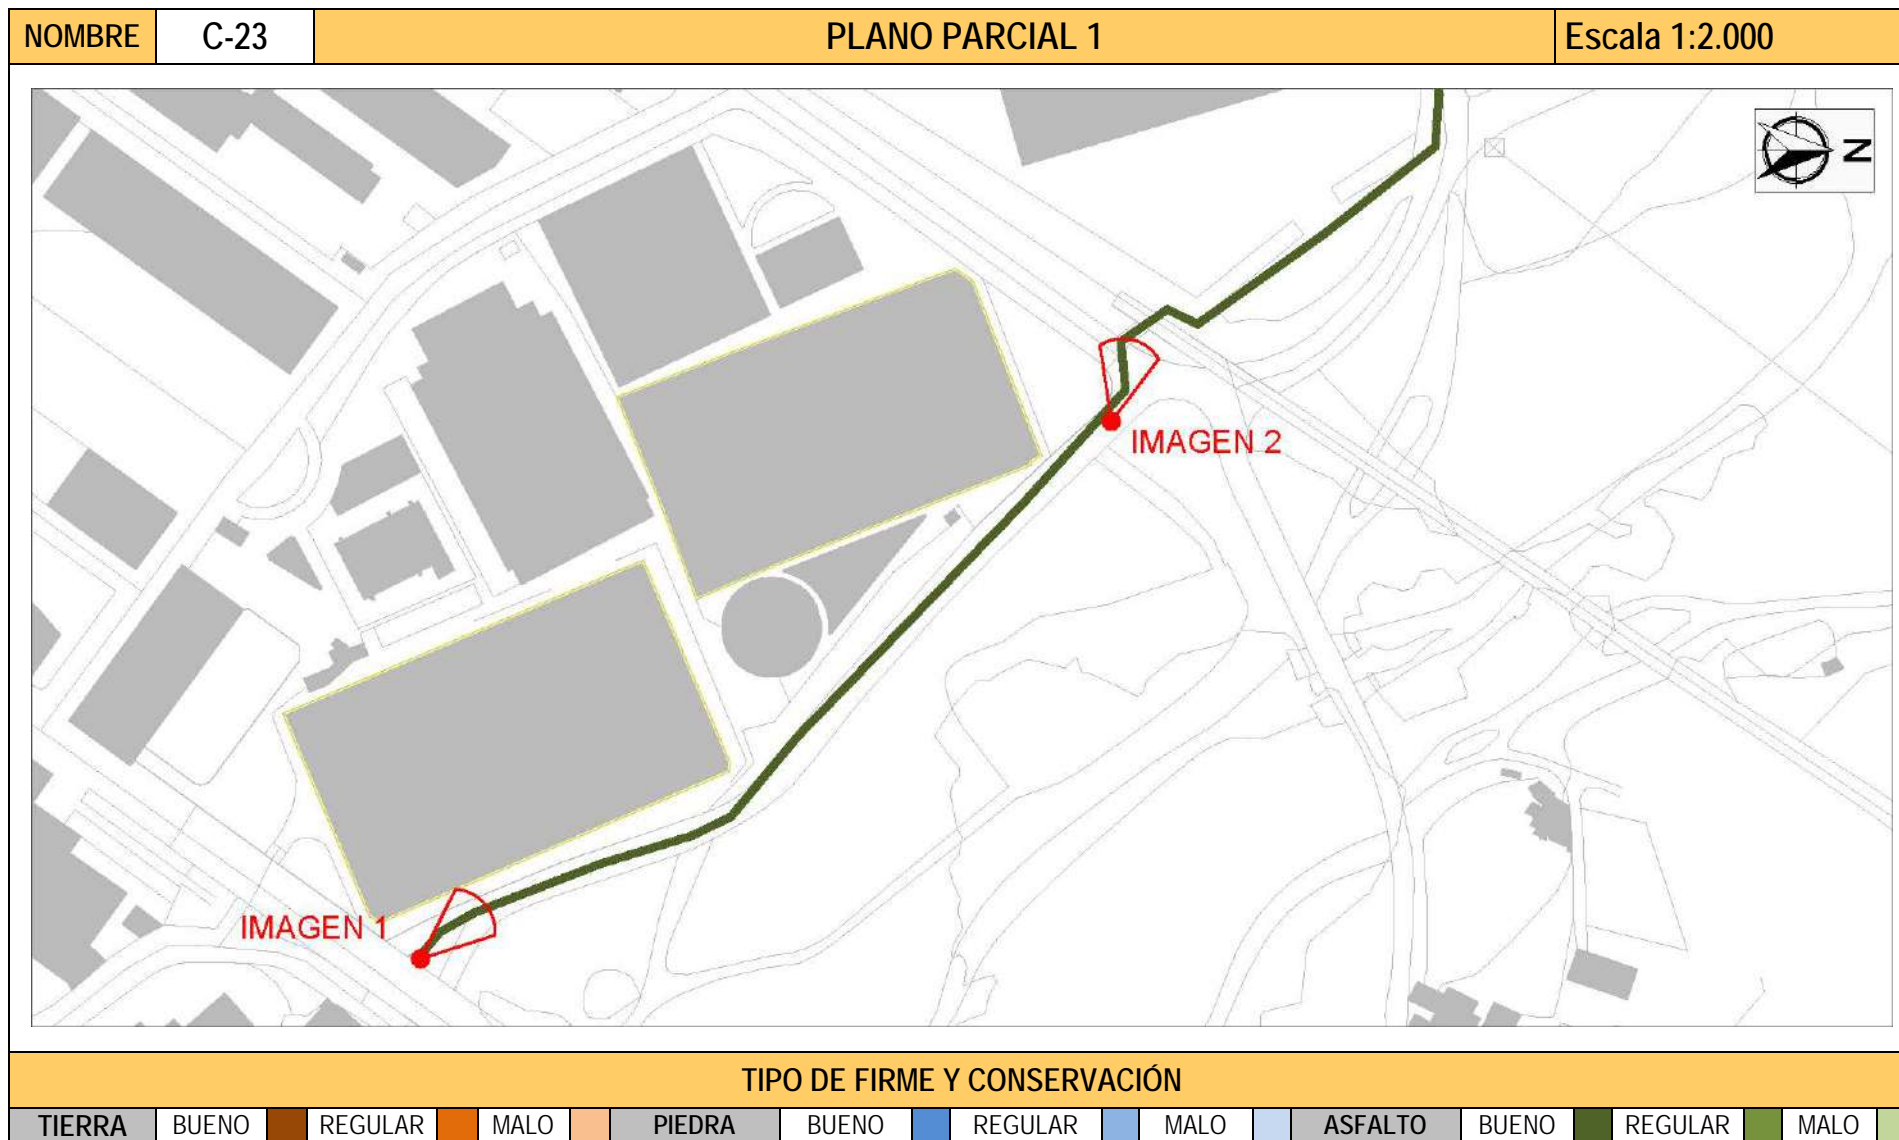 NOMBRE C-23 PLANO PARCIAL 1 Escala 1:2.000
N
IMAGEN 2
IMAGEN 1
TIPO DE FIRME Y CONSERVACIÓN
TIERRA BUENO REGULAR MALO PIEDRA BUENO REGULAR MALO ASFALTO BUENO REGULAR MALO